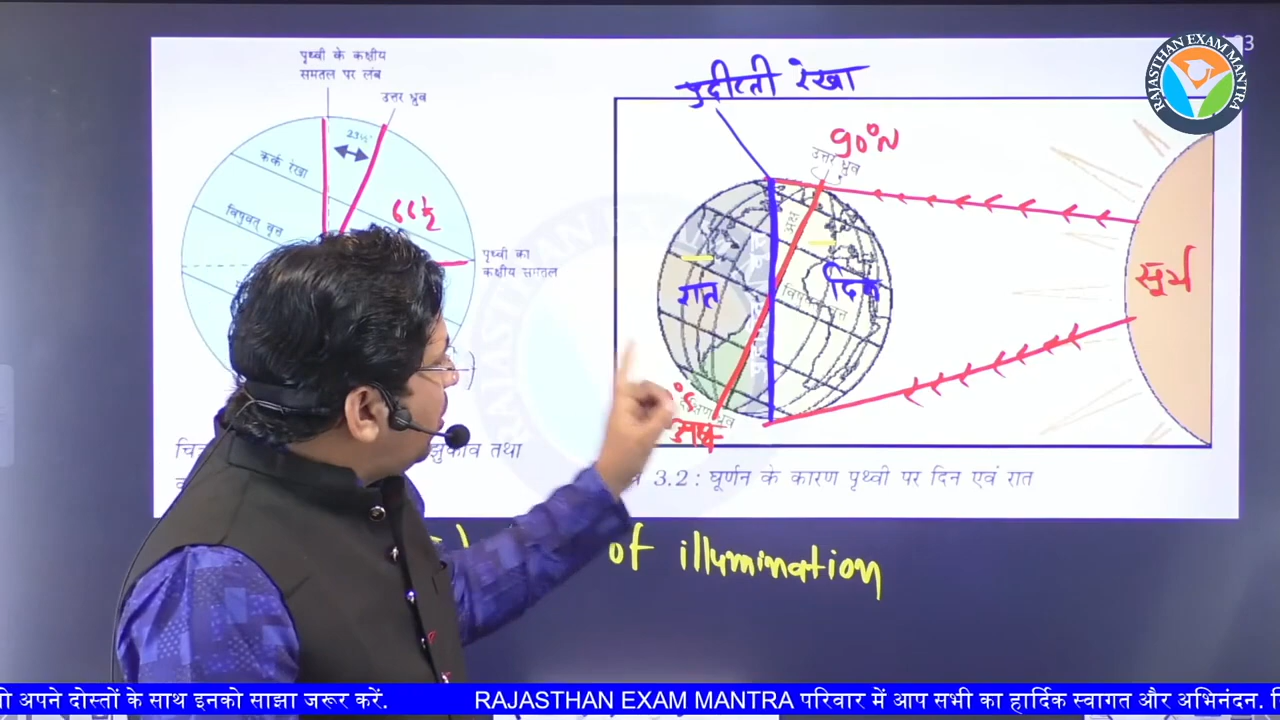 पृथ्वी के कक्षीय
समतल पर लंब
उत्तर ध्रुव
23½°
कर्क रेखा
विषुवत् वृत्त
66½
पृथ्वी का
कक्षीय समतल
झुकाव तथा
प्रदीप्ती रेखा
90°N
उत्तर ध्रुव
अक्ष
रात
दिन
विषुवत् वृत्त
सूर्य
3.2 : घूर्णन के कारण पृथ्वी पर दिन एवं रात
of illumination
RAJASTHAN EXAM MANTRA
अपने दोस्तों के साथ इनको साझा जरूर करें. RAJASTHAN EXAM MANTRA परिवार में आप सभी का हार्दिक स्वागत और अभिनंदन.